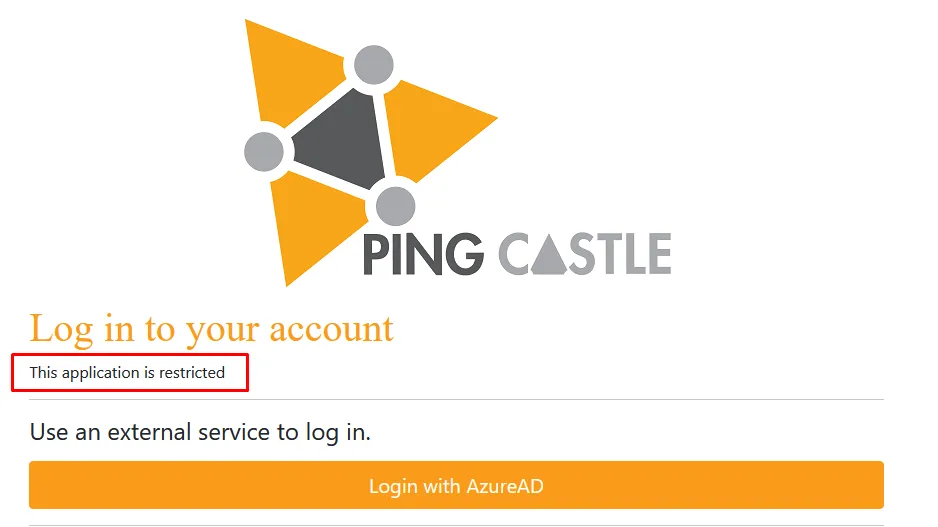 PING CASTLE
Log in to your account
This application is restricted
Use an external service to log in.
Login with AzureAD